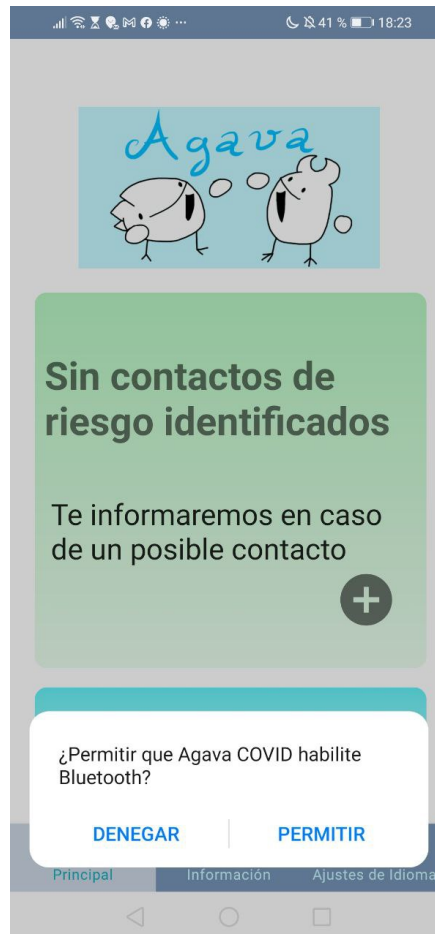 41 % 18:23
Agava
Sin contactos de
riesgo identificados
Te informaremos en caso
de un posible contacto
¿Permitir que Agava COVID habilite
Bluetooth?
DENEGAR PERMITIR
Principal Información Ajustes de Idioma